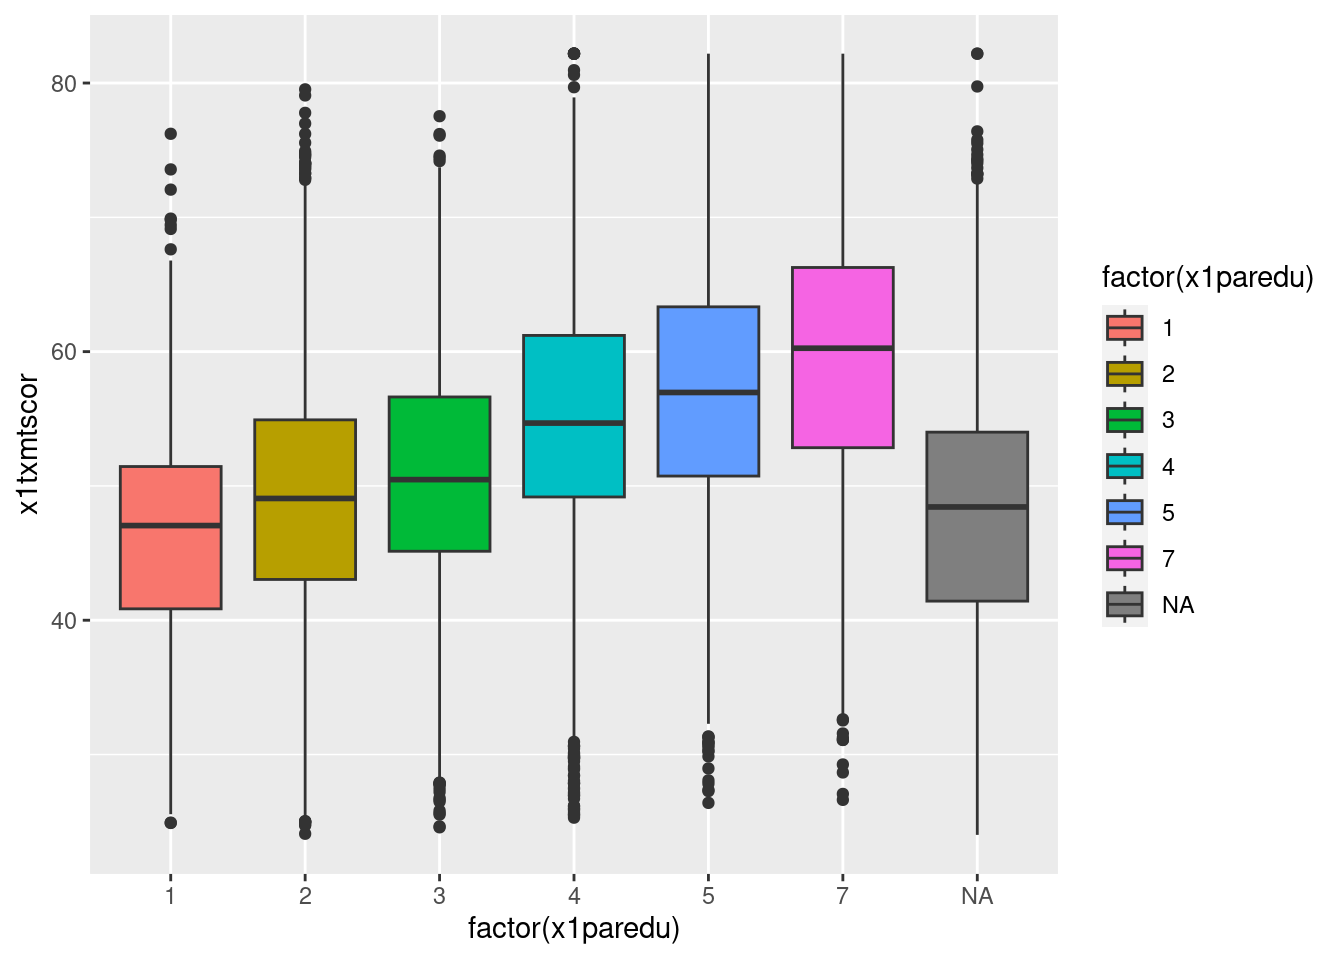 80
60
40
x1txmtscor
1 2 3 4 5 7 NA
factor(x1paredu)
factor(x1paredu)
1
2
3
4
5
7
NA